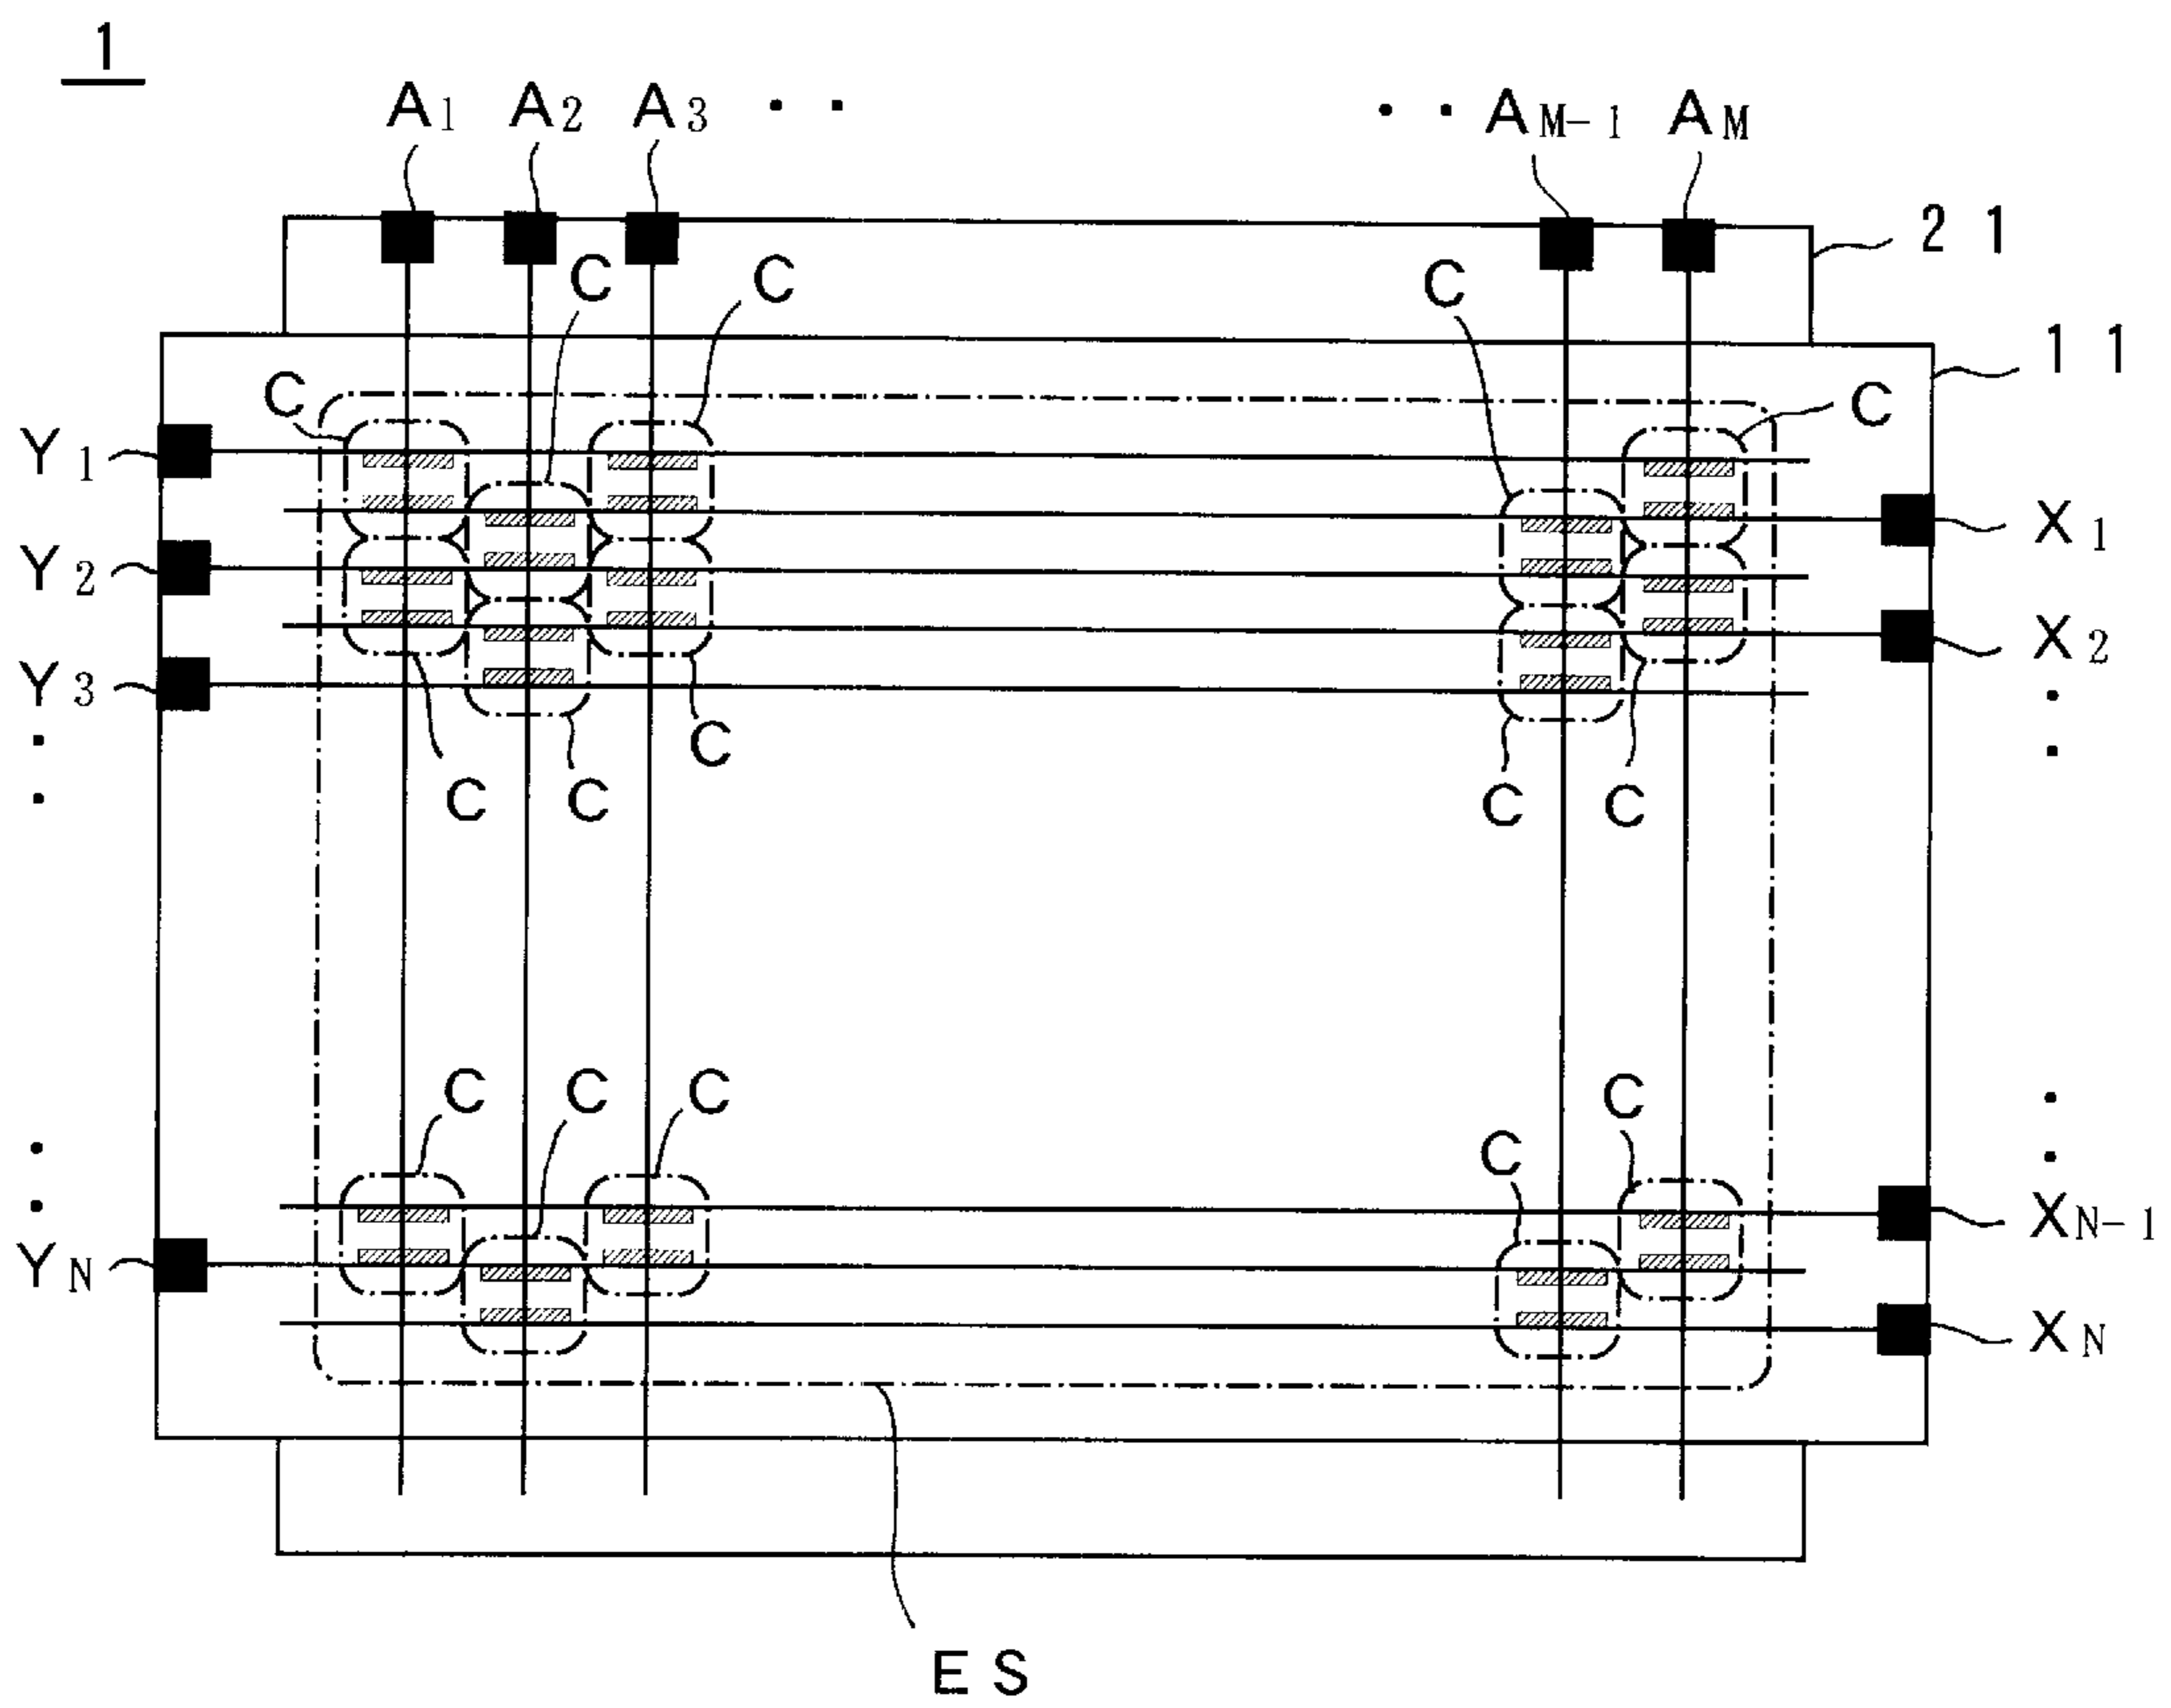 1
A1 A2 A3 · · · · AM-1 AM
21
C C C
11
C C
Y1
X1
Y2
X2
Y3
C
C C C C
C C C C
C
XN-1
YN
XN
ES